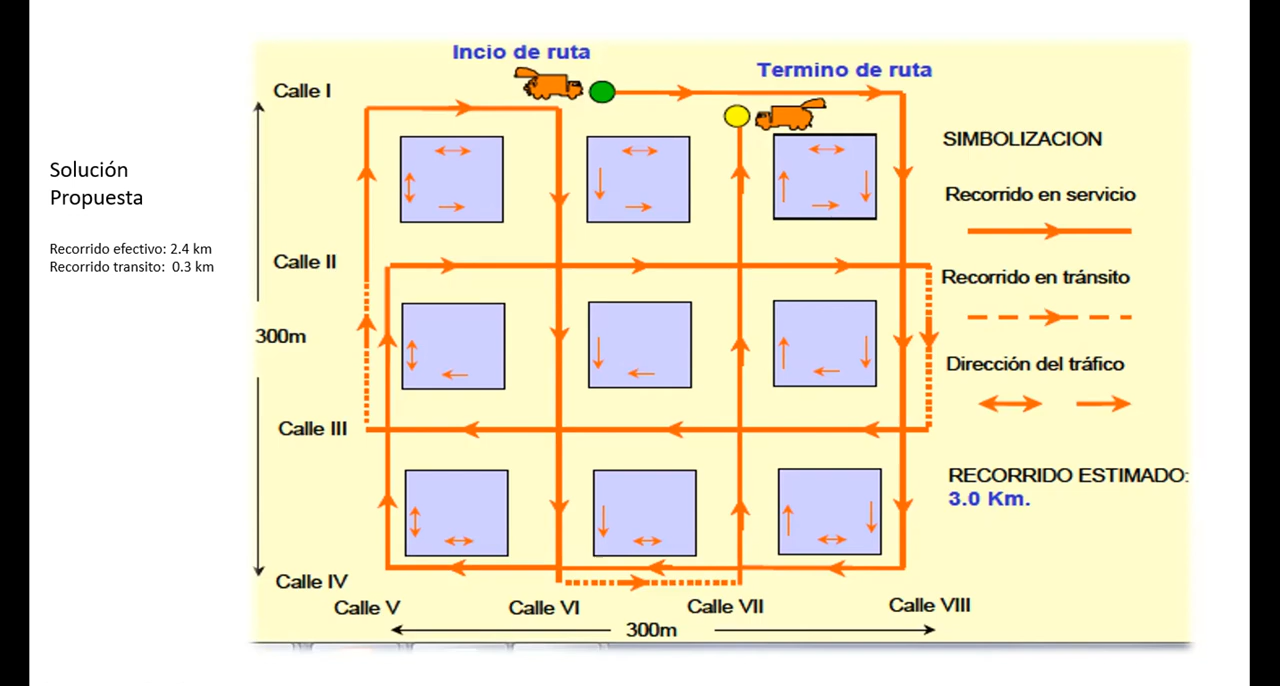 Incio de ruta
Termino de ruta
Calle I
SIMBOLIZACION
Solución
Propuesta
Recorrido en servicio
Recorrido efectivo: 2.4 km
Recorrido transito: 0.3 km
Calle II
Recorrido en tránsito
300m
Dirección del tráfico
Calle III
RECORRIDO ESTIMADO:
3.0 Km.
Calle IV
Calle V
Calle VI
Calle VII
Calle VIII
300m